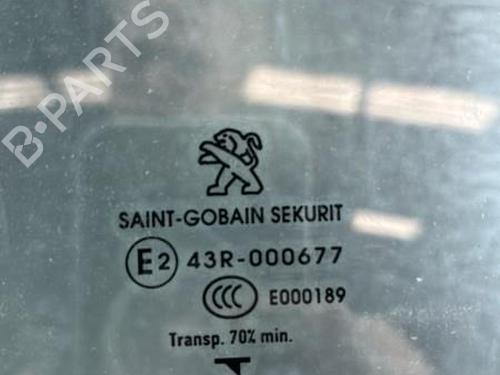 B-PARTS
SAINT-GOBAIN SEKURIT
E2 43R-000677
CCC E000189
Transp. 70% min.